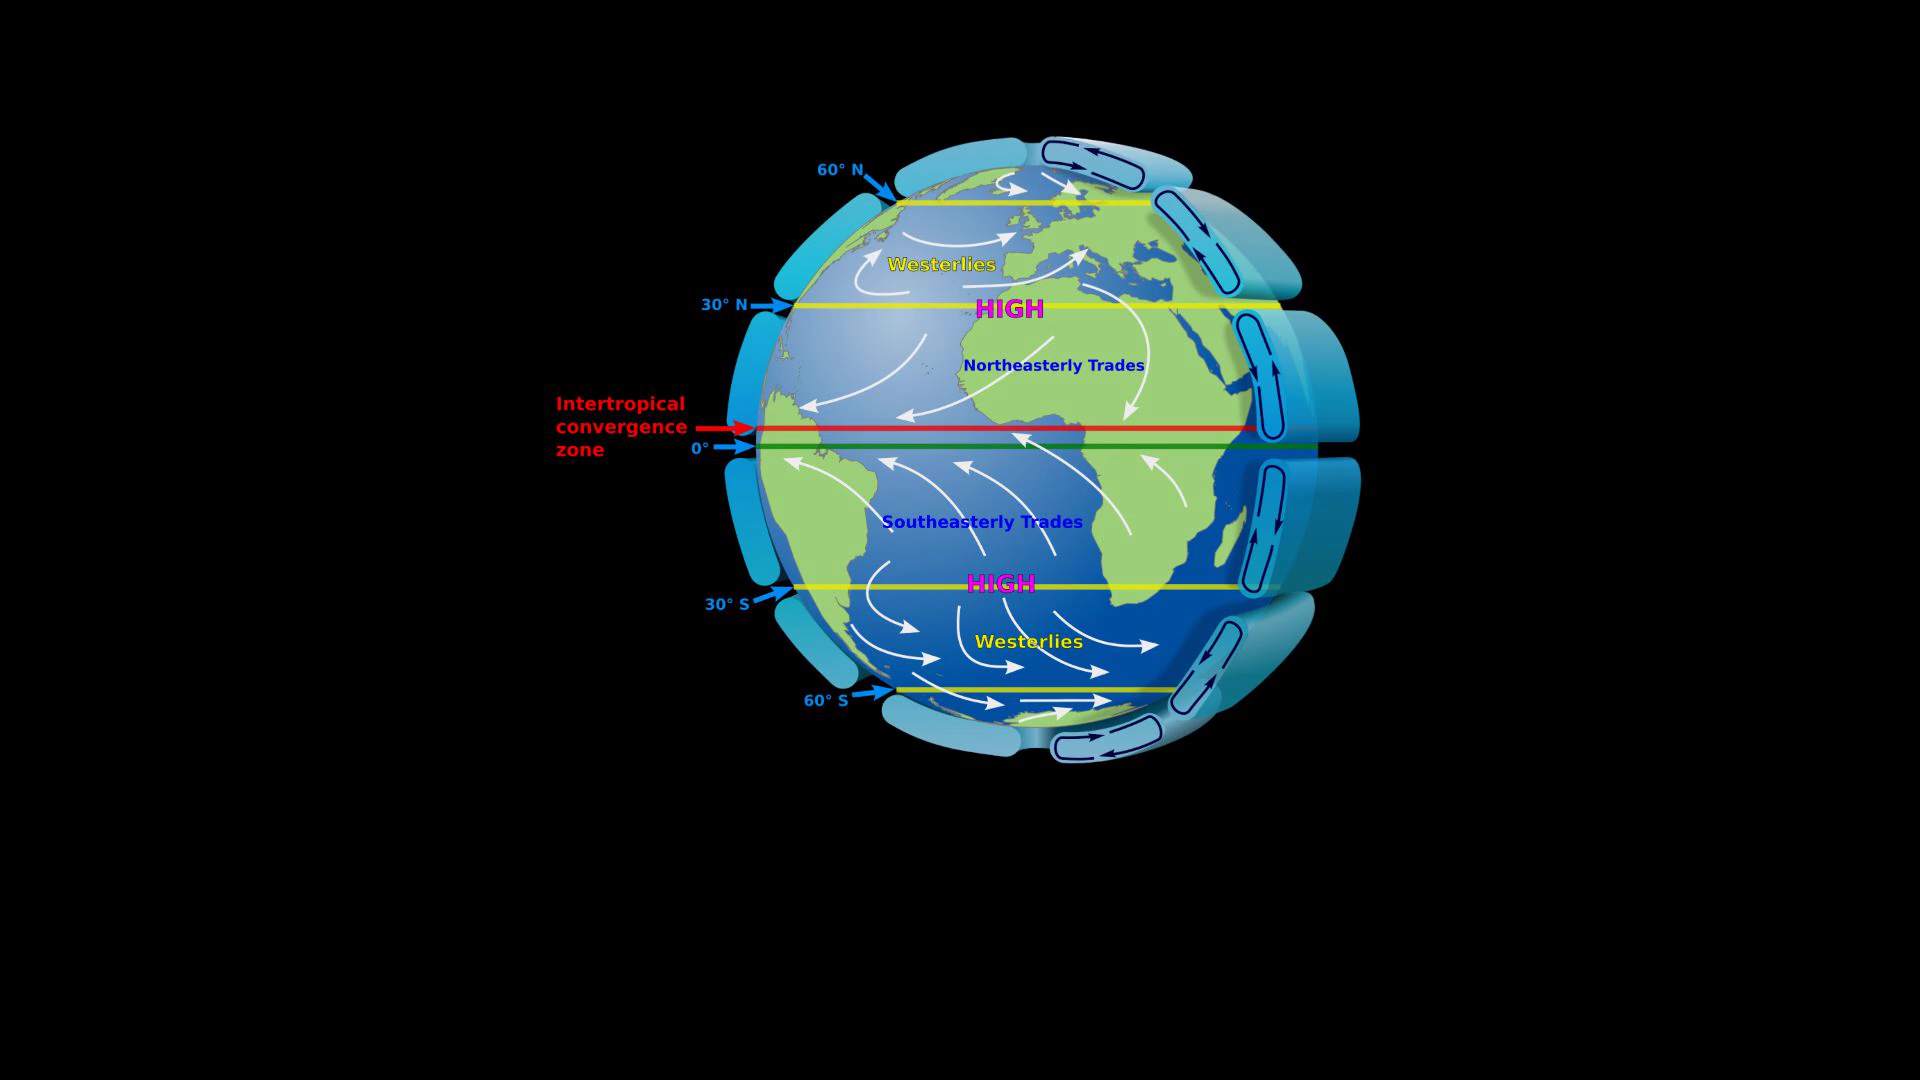 60° N
Westerlies
30° N
HIGH
Northeasterly Trades
Intertropical
convergence
zone
0°
Southeasterly Trades
HIGH
30° S
Westerlies
60° S